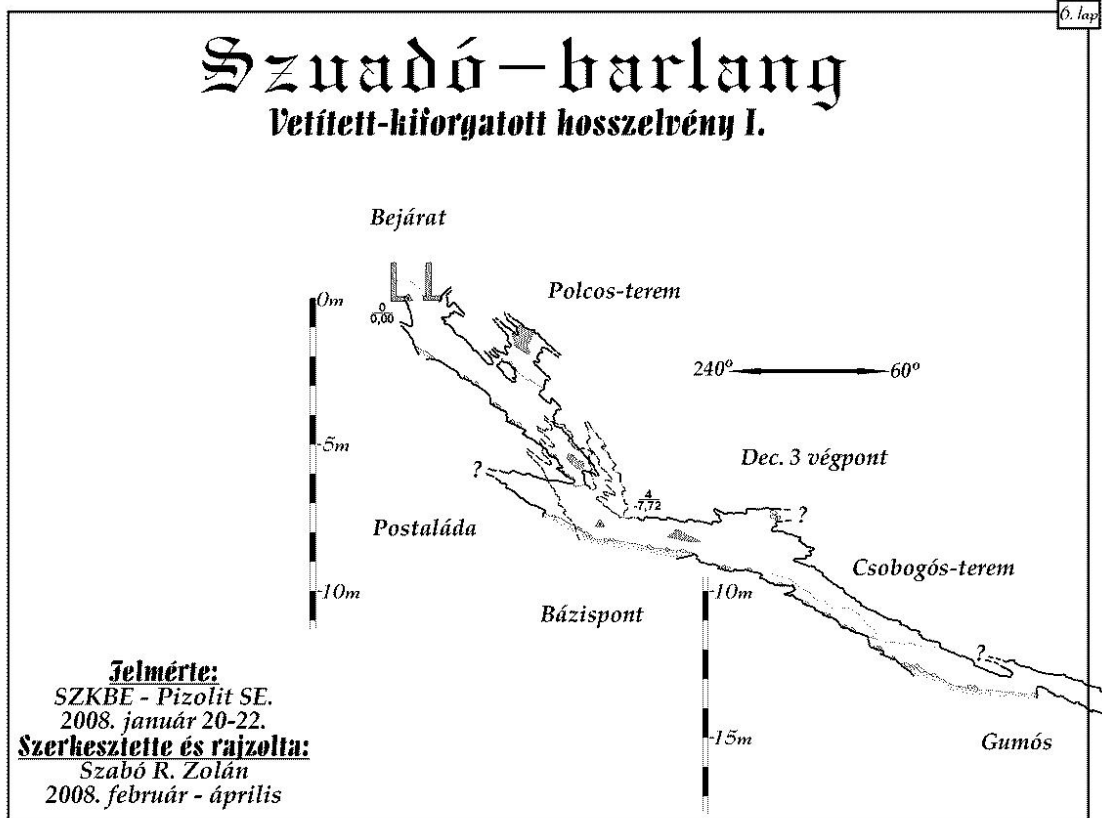 6. lap
Szuadó-barlang
Vetített-kiforgatott hosszelvény I.
Bejárat
Polcos-terem
0m
0
0,00
240°
60°
-5m
Dec. 3 végpont
?
4
-7,72
?
Postaláda
Csobogós-terem
-10m
-10m
Bázispont
?
-15m
Gumós
Felmérte:
SZKBE - Pizolit SE.
2008. január 20-22.
Szerkesztette és rajzolta:
Szabó R. Zolán
2008. február - április